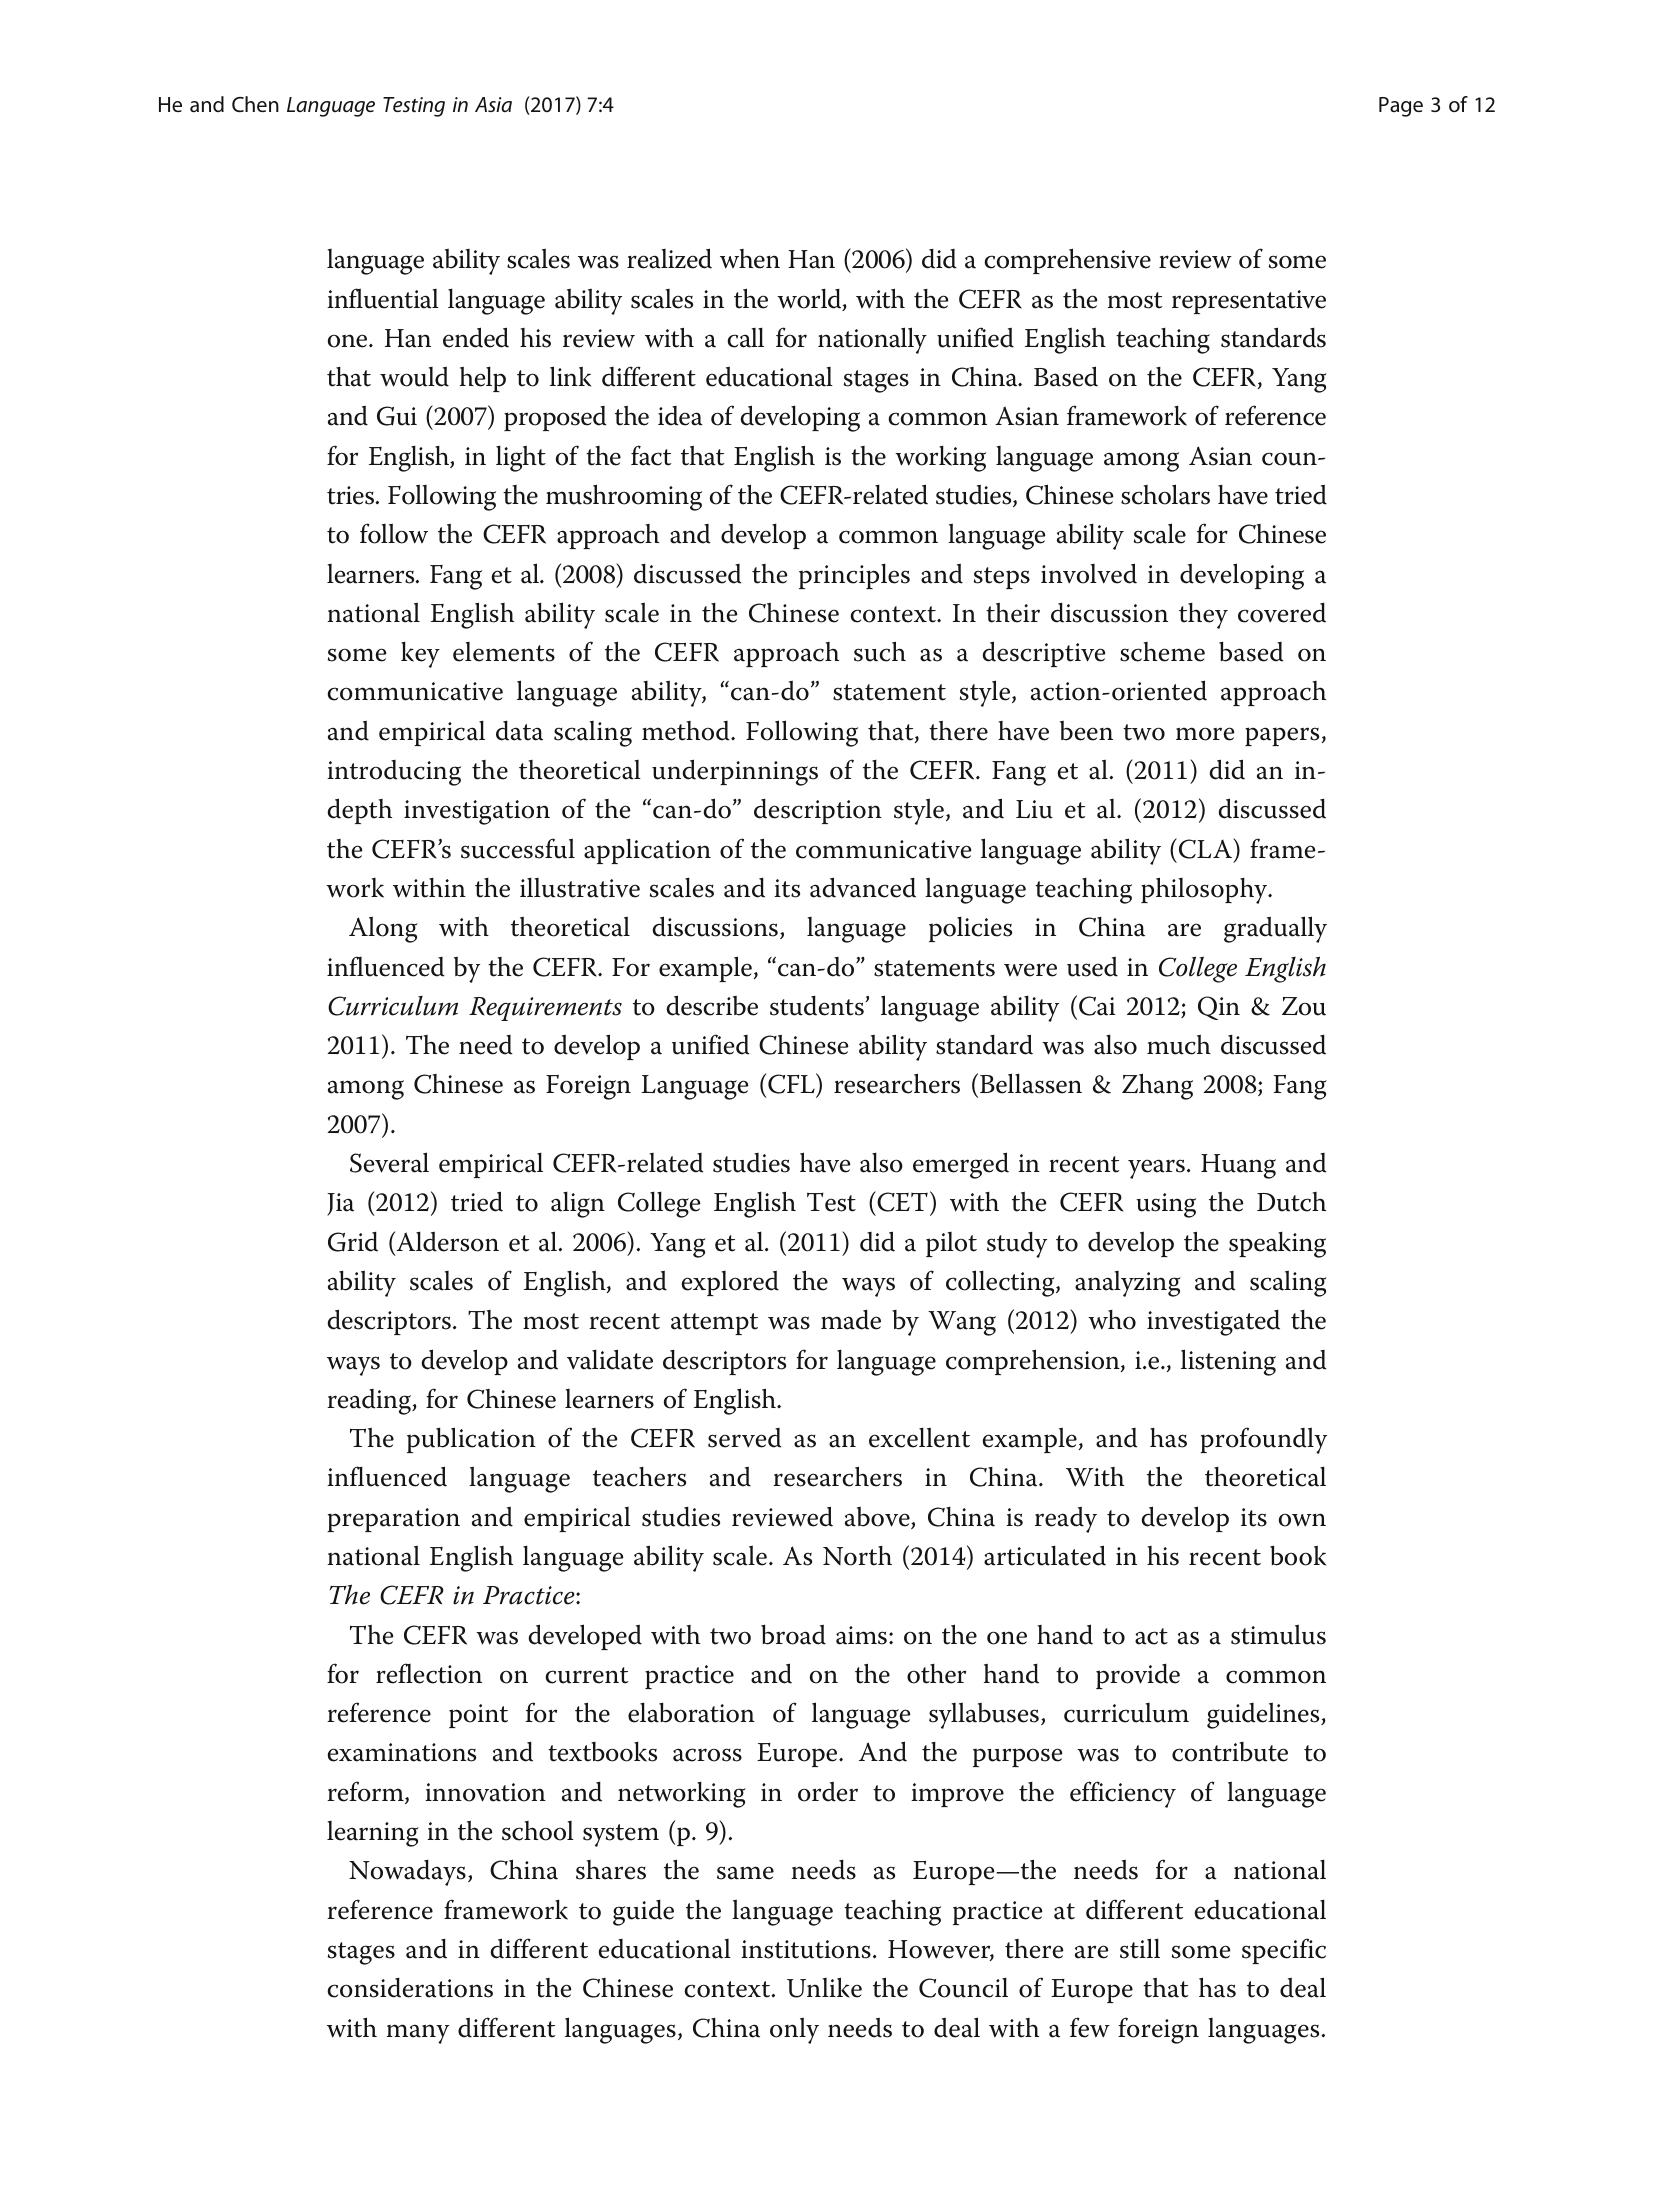 He and Chen Language Testing in Asia (2017) 7:4
Page 3 of 12
language ability scales was realized when Han (2006) did a comprehensive review of some
influential language ability scales in the world, with the CEFR as the most representative
one. Han ended his review with a call for nationally unified English teaching standards
that would help to link different educational stages in China. Based on the CEFR, Yang
and Gui (2007) proposed the idea of developing a common Asian framework of reference
for English, in light of the fact that English is the working language among Asian coun-
tries. Following the mushrooming of the CEFR-related studies, Chinese scholars have tried
to follow the CEFR approach and develop a common language ability scale for Chinese
learners. Fang et al. (2008) discussed the principles and steps involved in developing a
national English ability scale in the Chinese context. In their discussion they covered
some key elements of the CEFR approach such as a descriptive scheme based on
communicative language ability, “can-do” statement style, action-oriented approach
and empirical data scaling method. Following that, there have been two more papers,
introducing the theoretical underpinnings of the CEFR. Fang et al. (2011) did an in-
depth investigation of the “can-do” description style, and Liu et al. (2012) discussed
the CEFR’s successful application of the communicative language ability (CLA) frame-
work within the illustrative scales and its advanced language teaching philosophy.
Along with theoretical discussions, language policies in China are gradually
influenced by the CEFR. For example, “can-do” statements were used in College English
Curriculum Requirements to describe students’ language ability (Cai 2012; Qin & Zou
2011). The need to develop a unified Chinese ability standard was also much discussed
among Chinese as Foreign Language (CFL) researchers (Bellassen & Zhang 2008; Fang
2007).
Several empirical CEFR-related studies have also emerged in recent years. Huang and
Jia (2012) tried to align College English Test (CET) with the CEFR using the Dutch
Grid (Alderson et al. 2006). Yang et al. (2011) did a pilot study to develop the speaking
ability scales of English, and explored the ways of collecting, analyzing and scaling
descriptors. The most recent attempt was made by Wang (2012) who investigated the
ways to develop and validate descriptors for language comprehension, i.e., listening and
reading, for Chinese learners of English.
The publication of the CEFR served as an excellent example, and has profoundly
influenced language teachers and researchers in China. With the theoretical
preparation and empirical studies reviewed above, China is ready to develop its own
national English language ability scale. As North (2014) articulated in his recent book
The CEFR in Practice:
The CEFR was developed with two broad aims: on the one hand to act as a stimulus
for reflection on current practice and on the other hand to provide a common
reference point for the elaboration of language syllabuses, curriculum guidelines,
examinations and textbooks across Europe. And the purpose was to contribute to
reform, innovation and networking in order to improve the efficiency of language
learning in the school system (p. 9).
Nowadays, China shares the same needs as Europe—the needs for a national
reference framework to guide the language teaching practice at different educational
stages and in different educational institutions. However, there are still some specific
considerations in the Chinese context. Unlike the Council of Europe that has to deal
with many different languages, China only needs to deal with a few foreign languages.